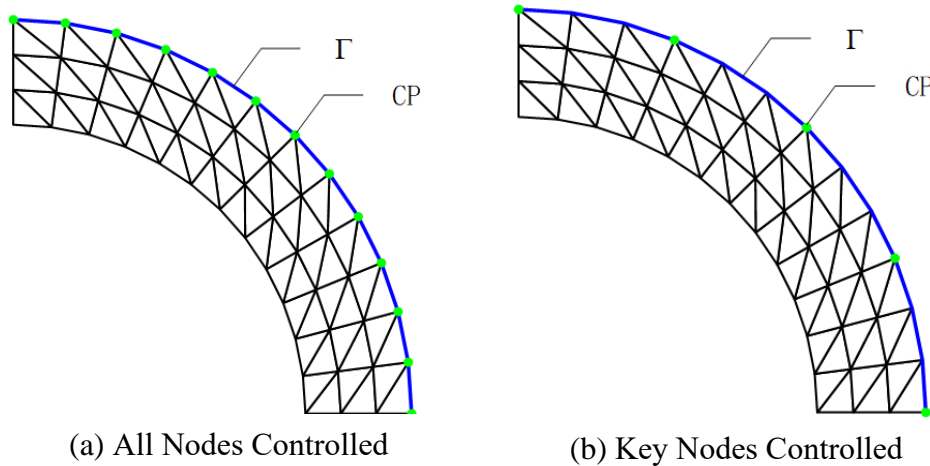 Γ
CP
Γ
CP
(a) All Nodes Controlled
(b) Key Nodes Controlled